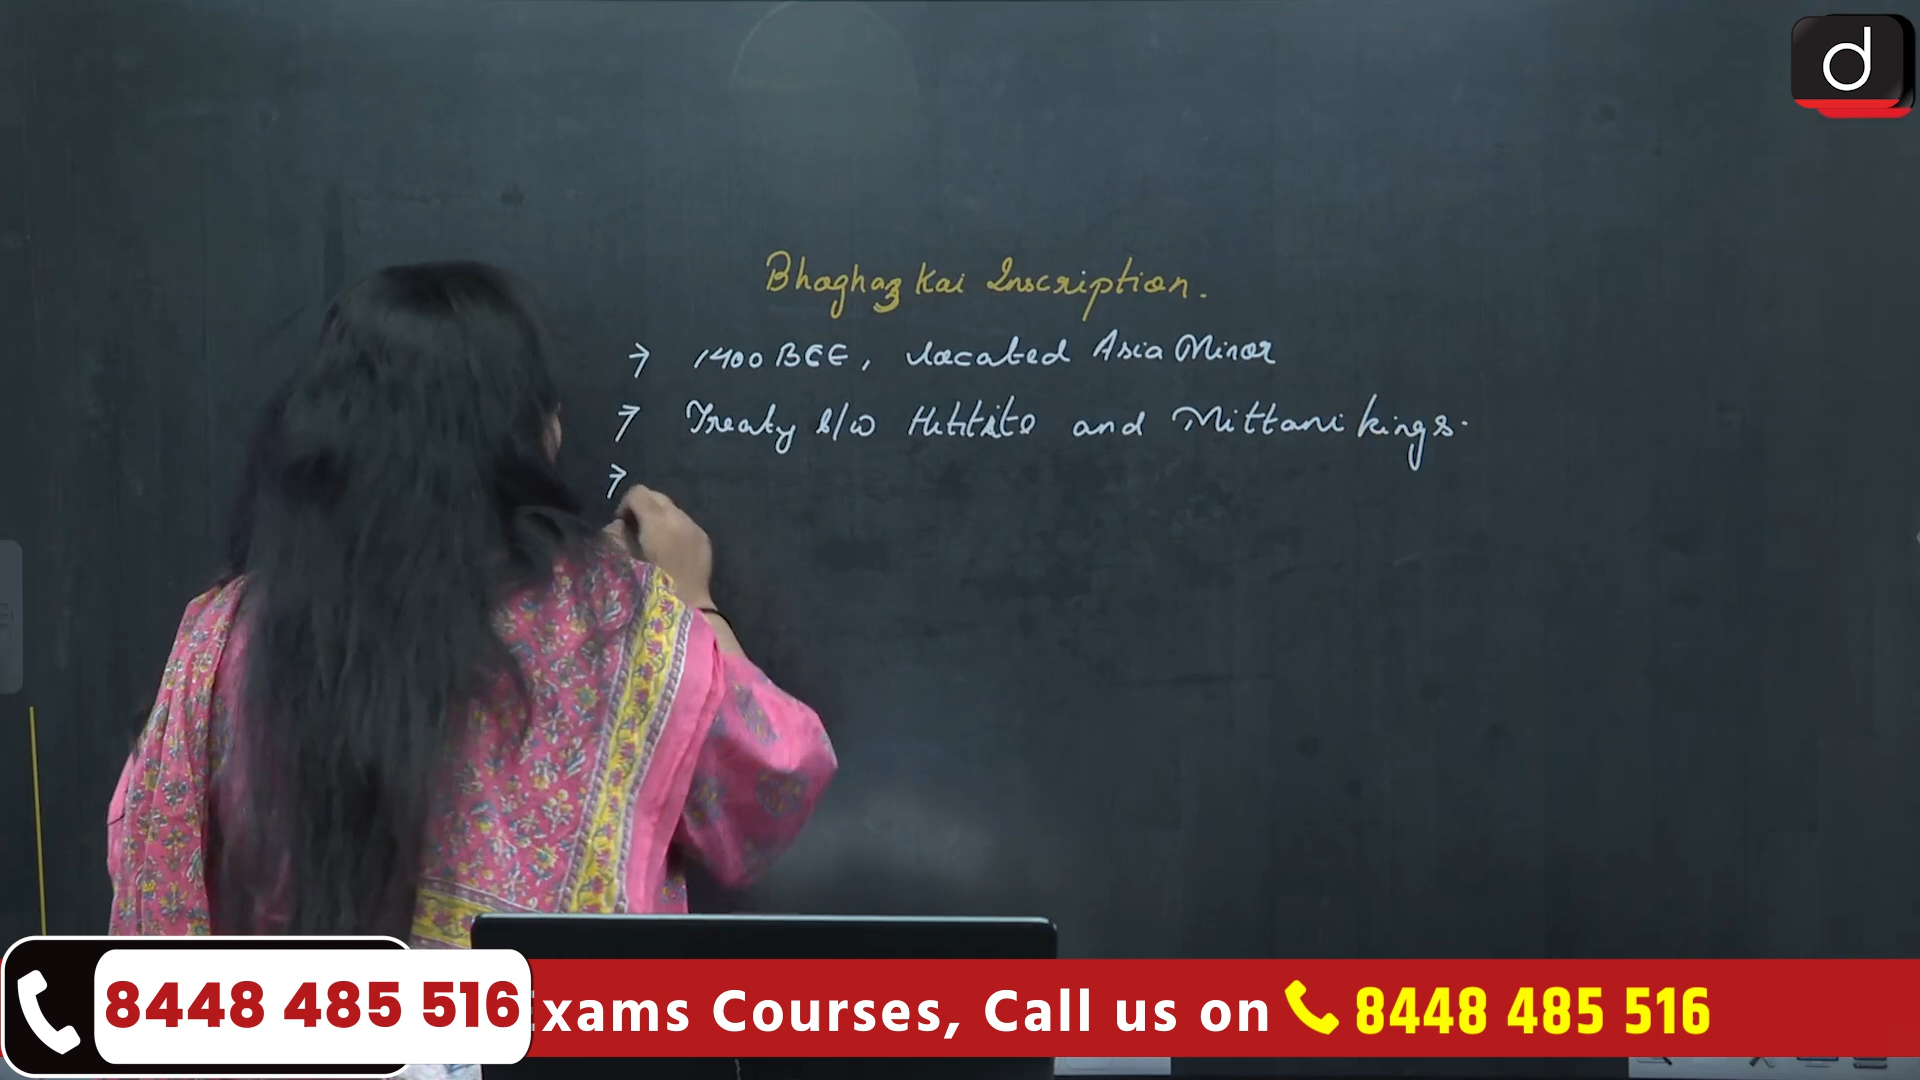 d
Bhaghaz Kai Inscription.
→ 1400 BCE, located Asia Minor
→ Treaty b/w Hittite and Mittani kings.
→
8448 485 516
Exams Courses, Call us on 8448 485 516